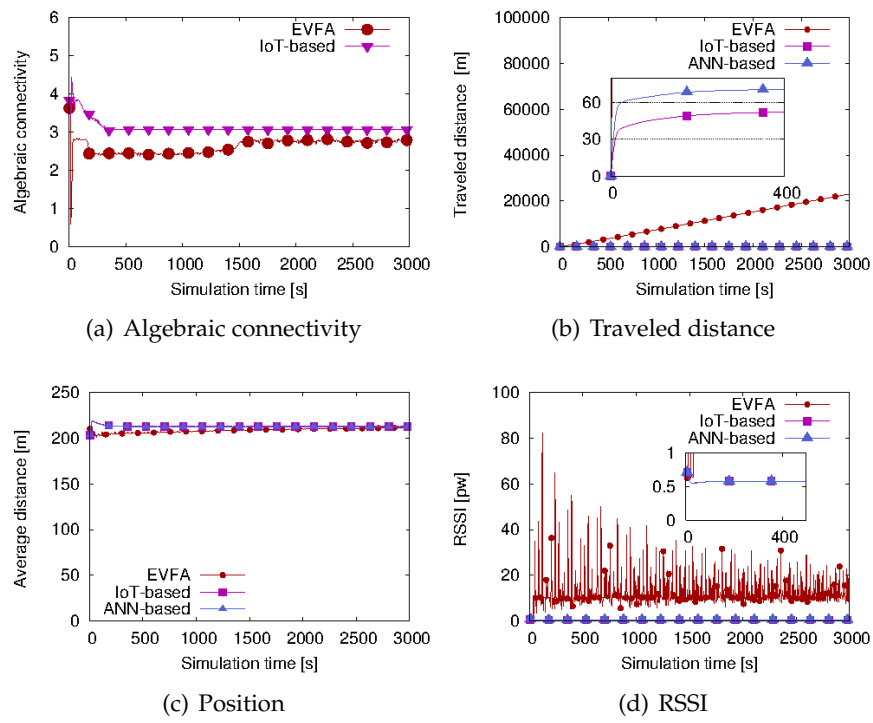 EVFA
IoT-based
6
5
4
3
2
1
0
Algebraic connectivity
0 500 1000 1500 2000 2500 3000
Simulation time [s]
(a) Algebraic connectivity
EVFA
IoT-based
ANN-based
100000
80000
60000
40000
20000
0
Traveled distance [m]
60
30
0
0 400
0 500 1000 1500 2000 2500 3000
Simulation time [s]
(b) Traveled distance
250
200
150
100
50
0
Average distance [m]
EVFA
IoT-based
ANN-based
0 500 1000 1500 2000 2500 3000
Simulation time [s]
(c) Position
EVFA
IoT-based
ANN-based
100
80
60
40
20
0
RSSI [pw]
1
0.5
0
0 400
0 500 1000 1500 2000 2500 3000
Simulation time [s]
(d) RSSI